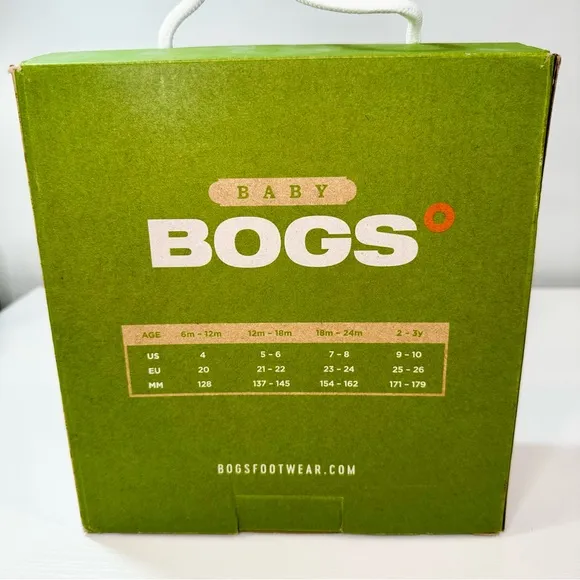 BABY
BOGS
AGE 6m – 12m 12m – 18m 18m – 24m 2 – 3y
US 4 5 – 6 7 – 8 9 – 10
EU 20 21 – 22 23 – 24 25 – 26
MM 128 137 – 145 154 – 162 171 – 179
BOGSFOOTWEAR.COM